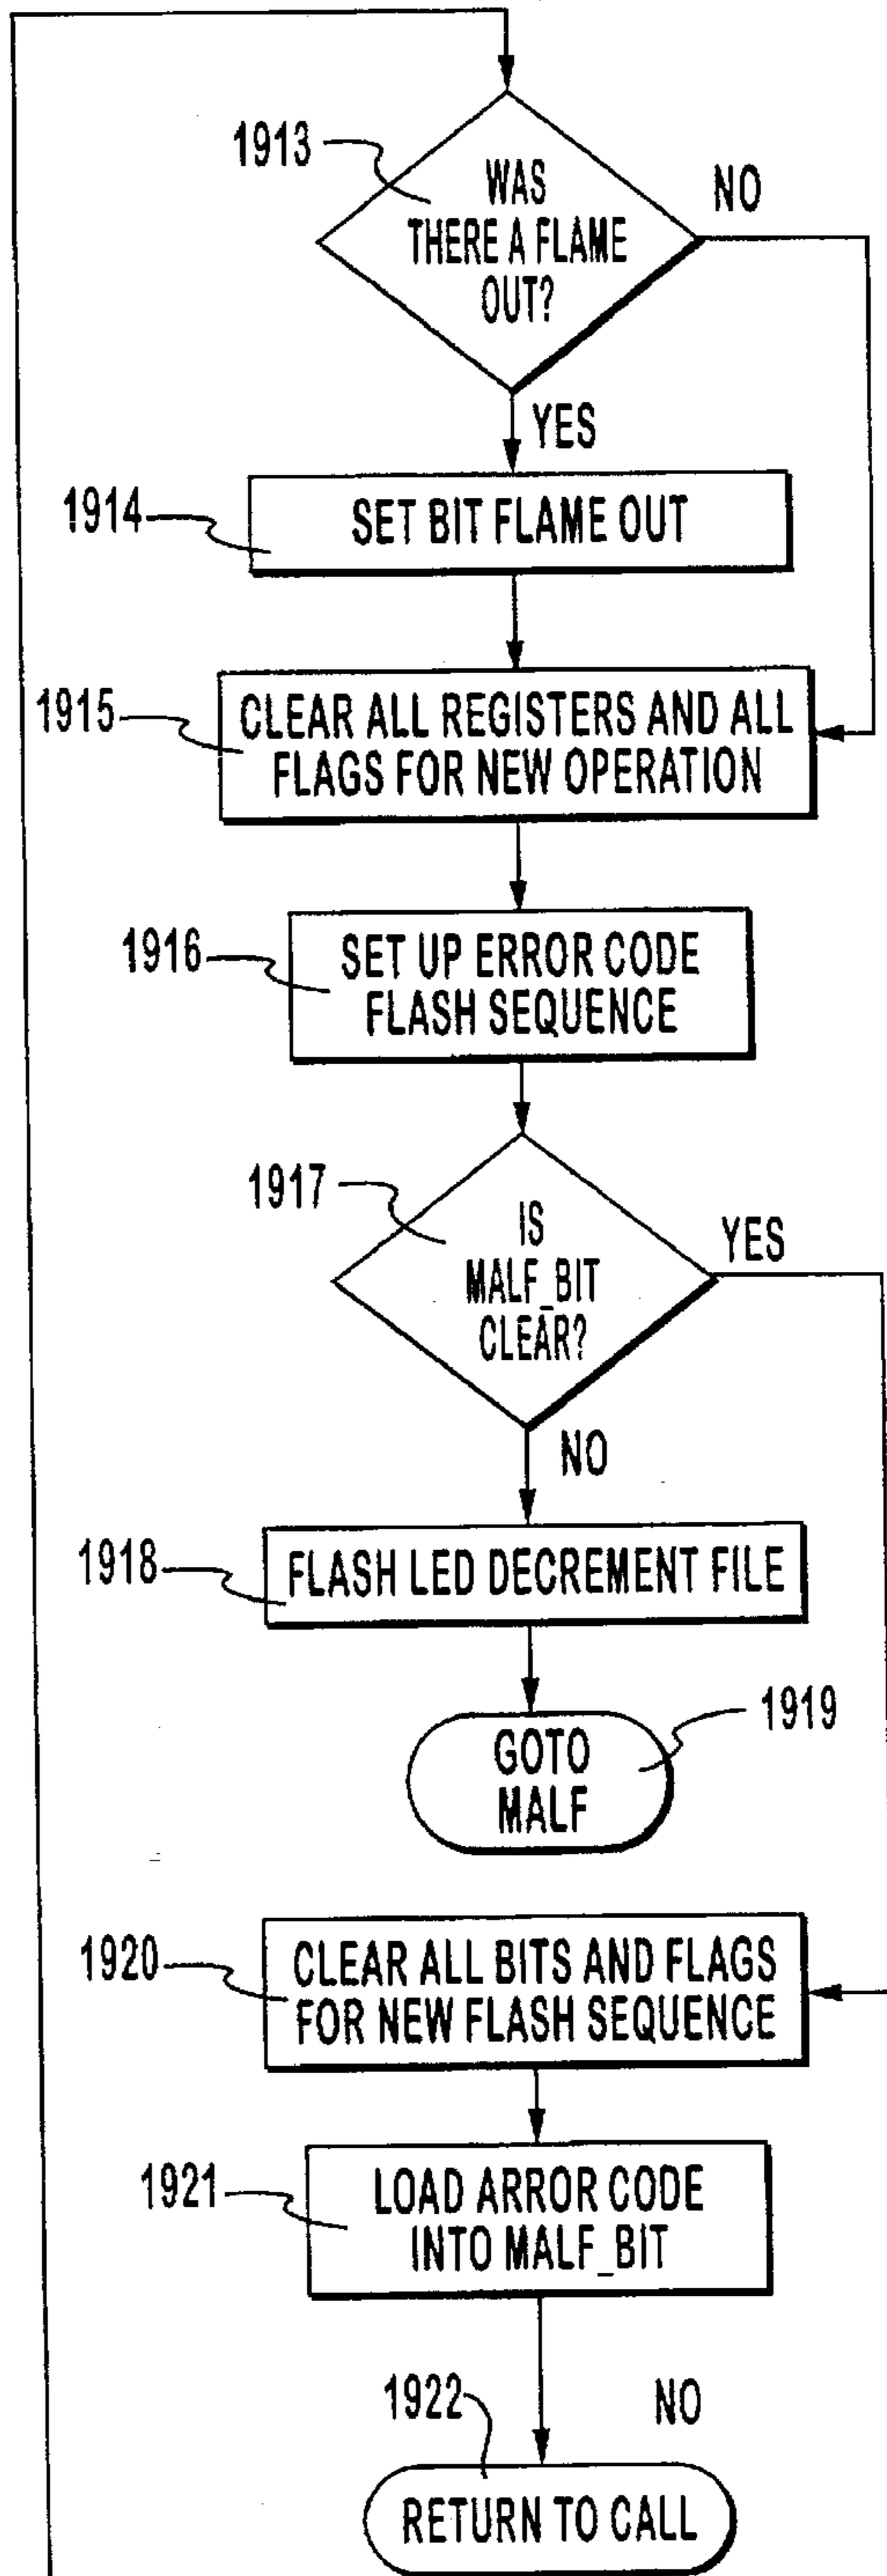 1913
WAS
THERE A FLAME
OUT?
NO
YES
1914
SET BIT FLAME OUT
1915
CLEAR ALL REGISTERS AND ALL
FLAGS FOR NEW OPERATION
1916
SET UP ERROR CODE
FLASH SEQUENCE
1917
IS
MALF_BIT
CLEAR?
YES
NO
1918
FLASH LED DECREMENT FILE
1919
GOTO
MALF
1920
CLEAR ALL BITS AND FLAGS
FOR NEW FLASH SEQUENCE
1921
LOAD ARROR CODE
INTO MALF_BIT
1922
NO
RETURN TO CALL